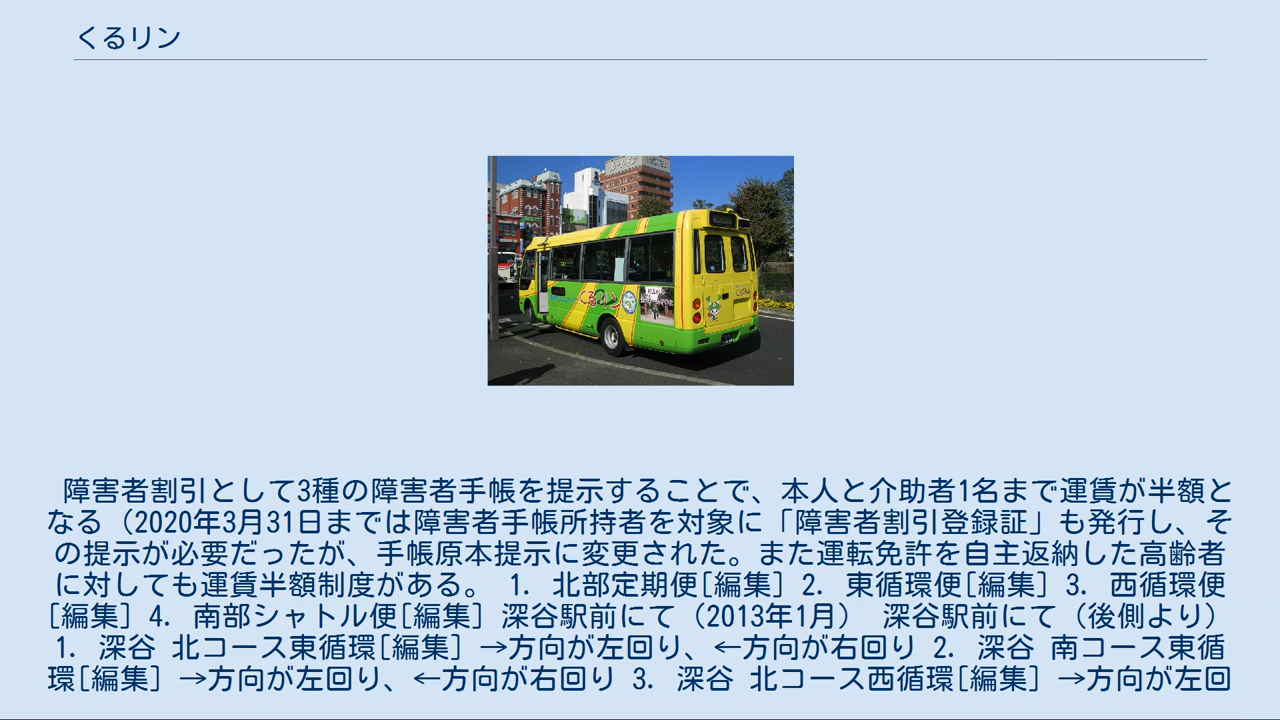 くるリン
くるリン
障害者割引として3種の障害者手帳を提示することで、本人と介助者1名まで運賃が半額と
なる（2020年3月31日までは障害者手帳所持者を対象に「障害者割引登録証」も発行し、そ
の提示が必要だったが、手帳原本提示に変更された。また運転免許を自主返納した高齢者
に対しても運賃半額制度がある。 1. 北部定期便[編集] 2. 東循環便[編集] 3. 西循環便
[編集] 4. 南部シャトル便[編集] 深谷駅前にて（2013年1月） 深谷駅前にて（後側より）
1. 深谷 北コース東循環[編集] →方向が左回り、←方向が右回り 2. 深谷 南コース東循
環[編集] →方向が左回り、←方向が右回り 3. 深谷 北コース西循環[編集] →方向が左回